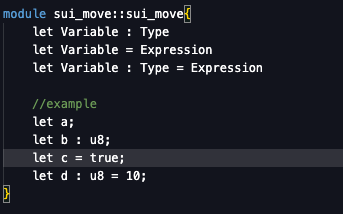 module sui_move::sui_move{
let Variable : Type
let Variable = Expression
let Variable : Type = Expression
//example
let a;
let b : u8;
let c = true;
let d : u8 = 10;
}